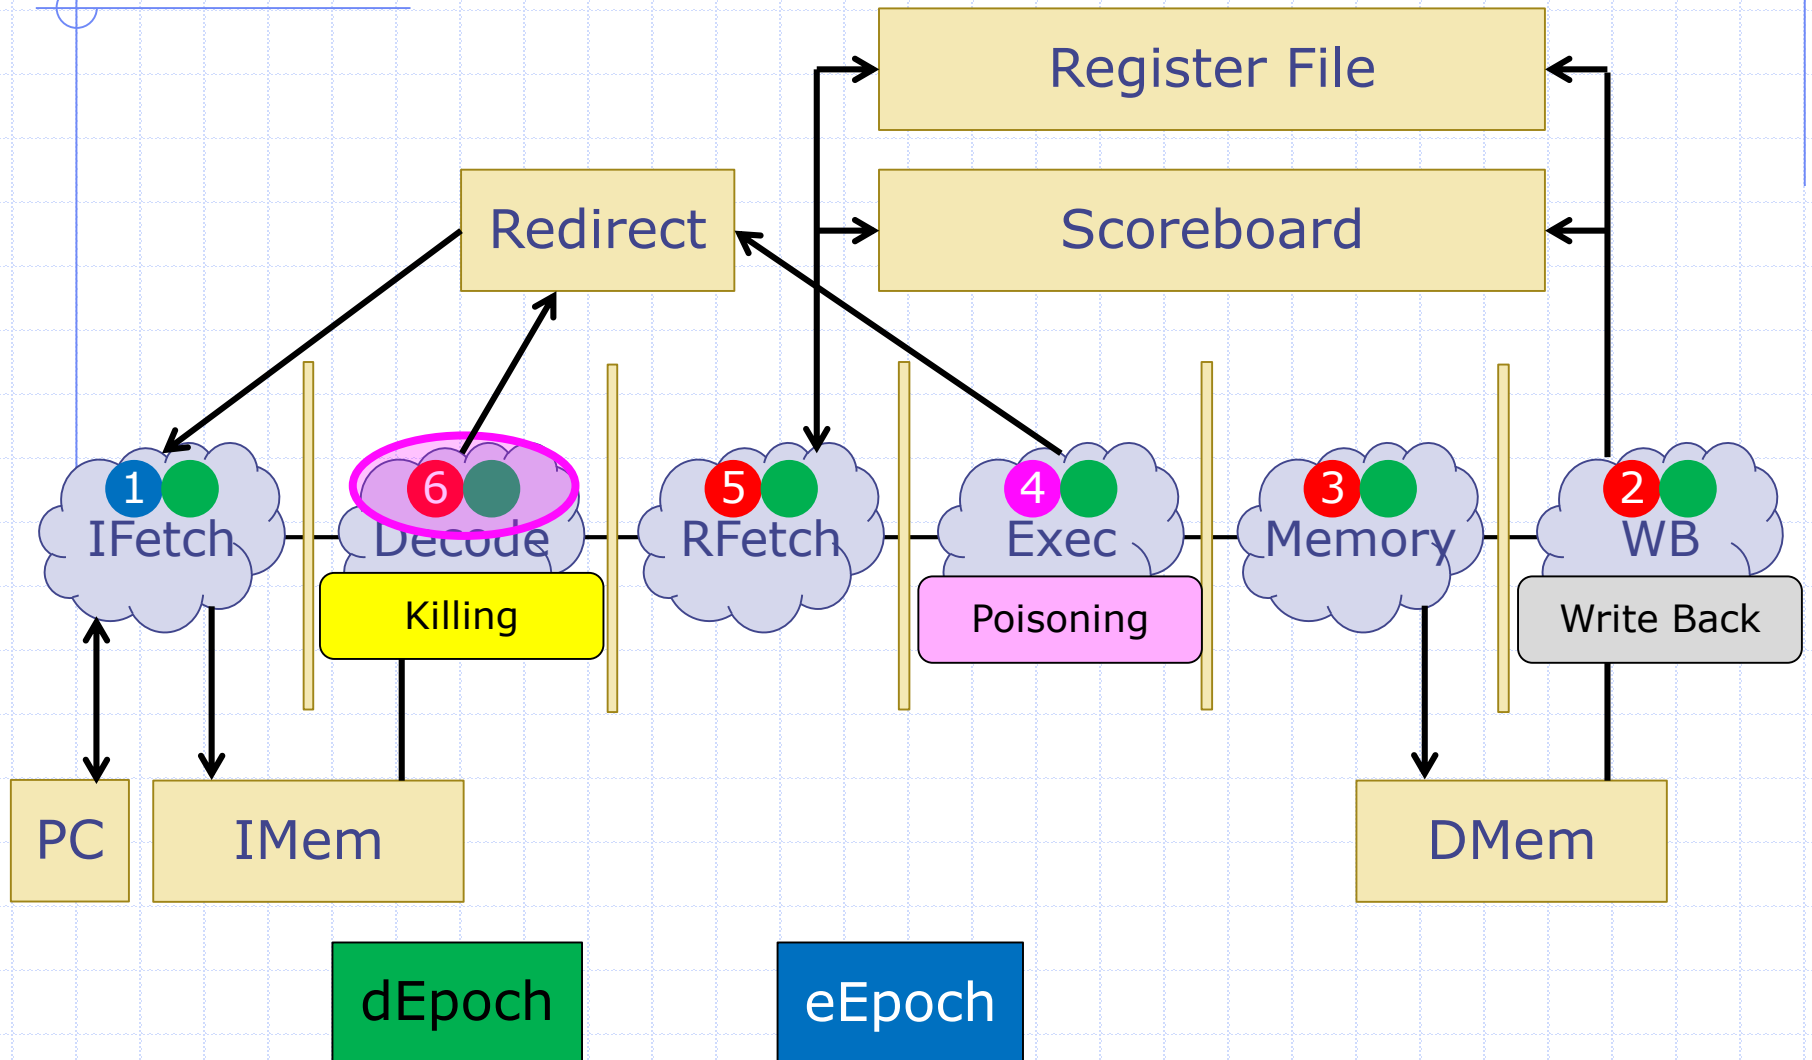 Register File
Redirect
Scoreboard
1
6
5
4
3
2
IFetch
Decode
RFetch
Exec
Memory
WB
Killing
Poisoning
Write Back
PC
IMem
DMem
dEpoch
eEpoch